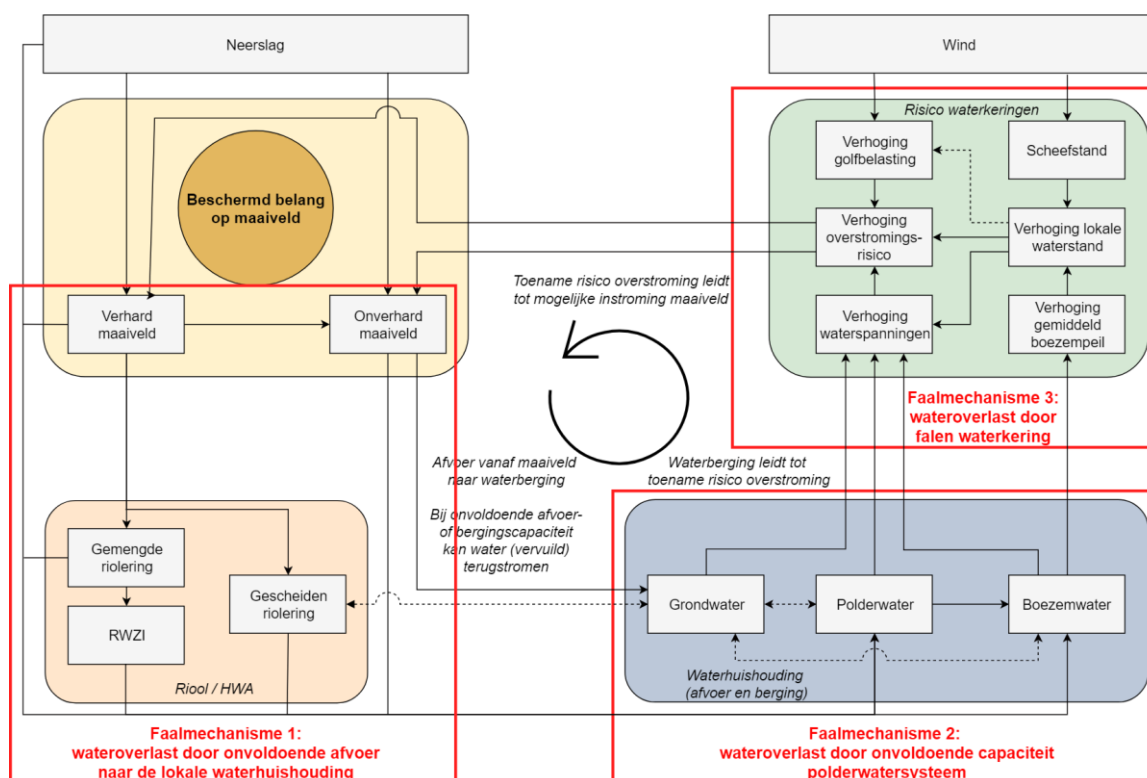 Neerslag
Wind
Risico waterkeringen
Verhoging
golfbelasting
Scheefstand
Beschermd belang
op maaiveld
Verhoging
overstromings-
risico
Verhoging lokale
waterstand
Toename risico overstroming leidt
tot mogelijke instroming maaiveld
Verhard
maaiveld
Onverhard
maaiveld
Verhoging
waterspanningen
Verhoging
gemiddeld
boezempeil
Faalmechanisme 3:
wateroverlast door
falen waterkering
Afvoer vanaf maaiveld
naar waterberging
Waterberging leidt tot
toename risico overstroming
Bij onvoldoende afvoer-
of bergingscapaciteit
kan water (vervuild)
terugstromen
Gemengde
riolering
Gescheiden
riolering
RWZI
Riool / HWA
Grondwater
Polderwater
Boezemwater
Waterhuishouding
(afvoer en berging)
Faalmechanisme 1:
wateroverlast door onvoldoende afvoer
naar de lokale waterhuishouding
Faalmechanisme 2:
wateroverlast door onvoldoende capaciteit
polderwatersysteem